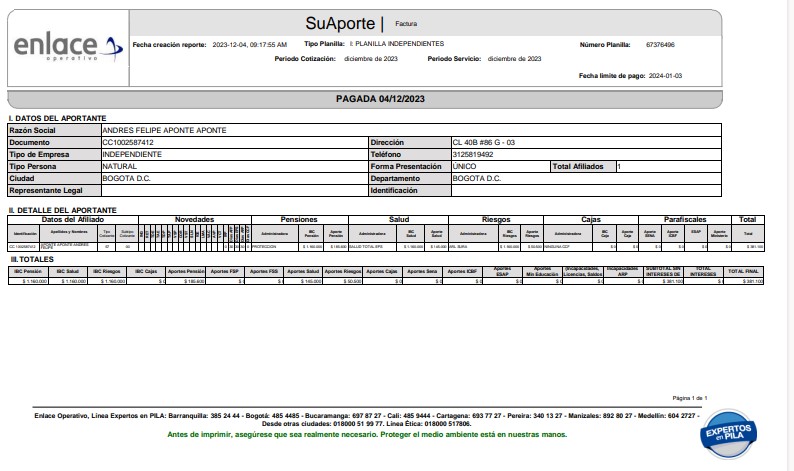 enlace
operativo
SuAporte | Factura
Fecha creación reporte: 2023-12-04, 09:17:55 AM Tipo Planilla: I: PLANILLA INDEPENDIENTES Número Planilla: 67376496
Periodo Cotización: diciembre de 2023 Periodo Servicio: diciembre de 2023
Fecha límite de pago: 2024-01-03
PAGADA 04/12/2023
I. DATOS DEL APORTANTE
Razón Social ANDRES FELIPE APONTE APONTE
Documento CC1002587412 Dirección CL 40B #86 G - 03
Tipo de Empresa INDEPENDIENTE Teléfono 3125819492
Tipo Persona NATURAL Forma Presentación ÚNICO Total Afiliados 1
Ciudad BOGOTA D.C. Departamento BOGOTA D.C.
Representante Legal Identificación
II. DETALLE DEL APORTANTE
Datos del Afiliado Novedades Pensiones Salud Riesgos Cajas Parafiscales Total
Identificación Apellidos y Nombres Tipo Cotizante Subtipo Cotizante Administradora IBC Pensión Aporte Pensión Administradora IBC Salud Aporte Salud Administradora IBC Riesgos Aporte Riesgos Administradora IBC Caja Aporte Caja Aporte SENA Aporte ICBF ESAP Aporte Total
CC 1002587412 APONTE APONTE ANDRES FELIPE PROTECCION $ 1.160.000 $ 185.600 SALUD TOTAL EPS $ 1.160.000 $ 145.000 ARL SURA $ 1.160.000 $ 50.500 $ 0 $ 0 $ 0 $ 0 $ 0 $ 0 $ 381.100
III. TOTALES
IBC Pensión IBC Salud IBC Riesgos IBC Cajas Aportes Pensión Aportes FSP Aportes FSS Aportes Salud Aportes Riesgos Aportes Cajas Aportes Sena Aportes ICBF Aportes ESAP Aportes Min Educación (Incapacidades, Licencias, Saldos Incapacidades ARP SUBTOTAL SIN INTERESES DE TOTAL INTERESES TOTAL FINAL
$ 1.160.000 $ 1.160.000 $ 1.160.000 $ 0 $ 185.600 $ 0 $ 0 $ 145.000 $ 50.500 $ 0 $ 0 $ 0 $ 0 $ 0 $ 0 $ 0 $ 381.100 $ 0 $ 381.100
Página 1 de 1
Enlace Operativo, Línea Expertos en PILA: Barranquilla: 385 24 44 - Bogotá: 485 4485 - Bucaramanga: 697 87 27 - Cali: 485 9444 - Cartagena: 693 77 27 - Pereira: 340 13 27 - Manizales: 892 80 27 - Medellín: 604 2727 -
Desde otras ciudades: 018000 51 99 77. Línea Ética: 018000 517806.
Antes de imprimir, asegúrese que sea realmente necesario. Proteger el medio ambiente está en nuestras manos.
EXPERTOS
en PILA